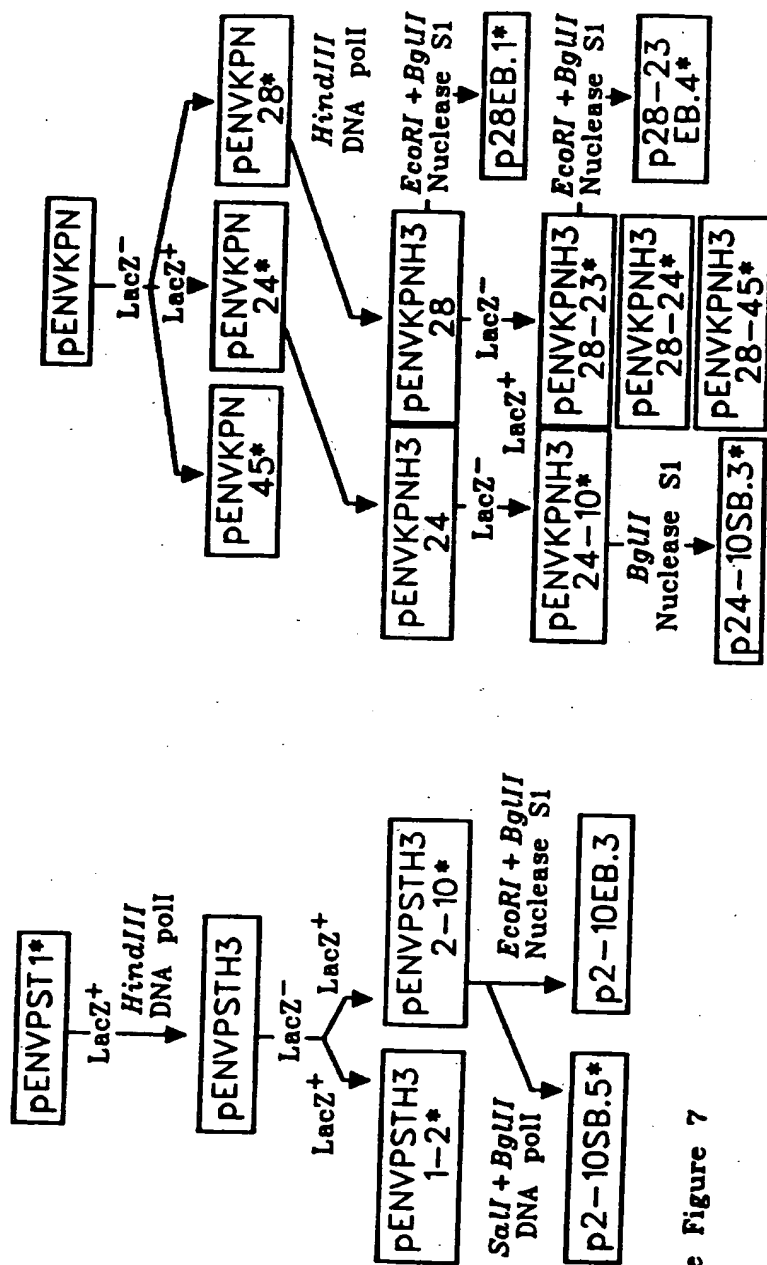 pENVPST1*
LacZ+
HindIII
DNA polI
pENVPSTH3
LacZ-
LacZ+
LacZ+
pENVPSTH3
1-2*
pENVPSTH3
2-10*
SalI + BglII
DNA polI
EcoRI + BglII
Nuclease S1
p2-10SB.5*
p2-10EB.3
pENVKPN
LacZ-
LacZ+
pENVKPN
45*
pENVKPN
24*
pENVKPN
28*
HindIII
DNA polI
pENVKPNH3
24
pENVKPNH3
28
EcoRI + BglII
Nuclease S1
p28EB.1*
LacZ-
LacZ-
LacZ+
pENVKPNH3
24-10*
pENVKPNH3
28-23*
pENVKPNH3
28-24*
pENVKPNH3
28-45*
EcoRI + BglII
Nuclease S1
p28-23
EB.4*
BglII
Nuclease S1
p24-10SB.3*
e Figure 7